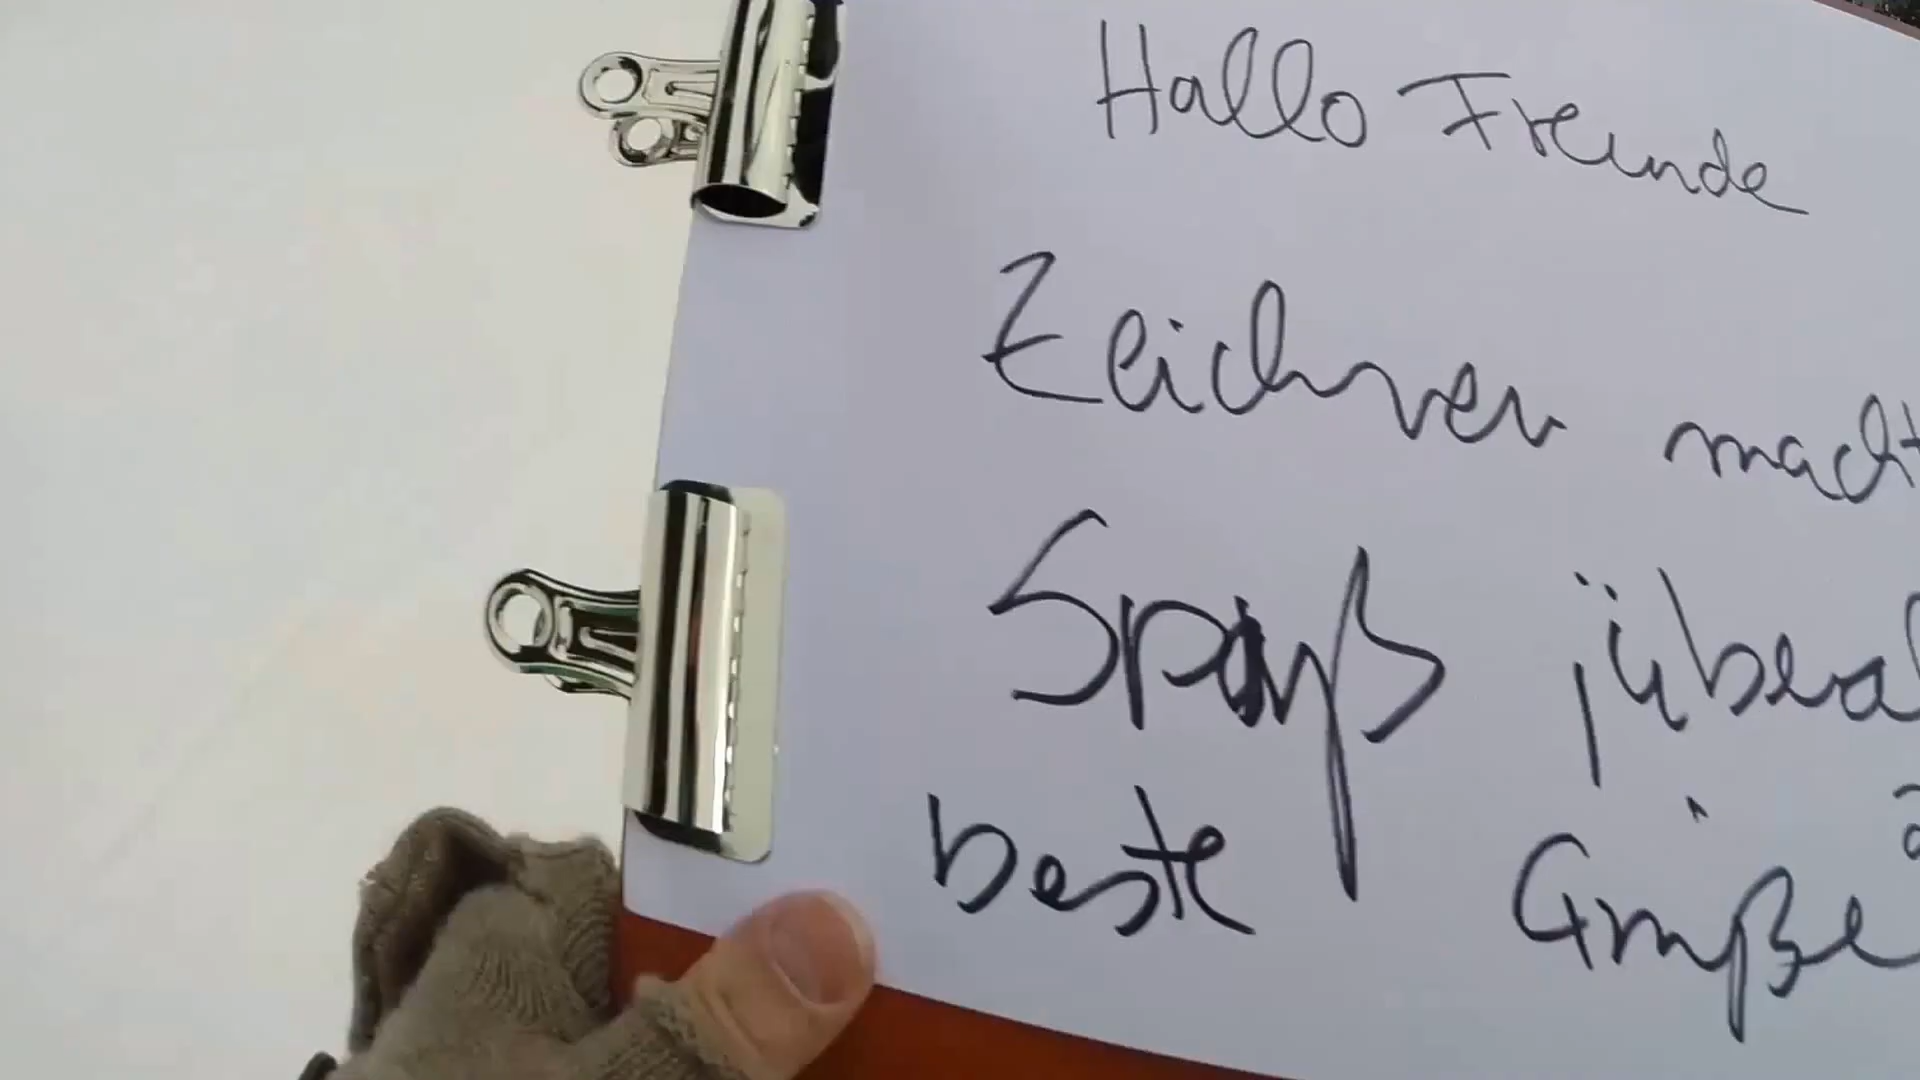 Hallo Freunde
Zeichnen macht
Spaß, überal
beste Grüße